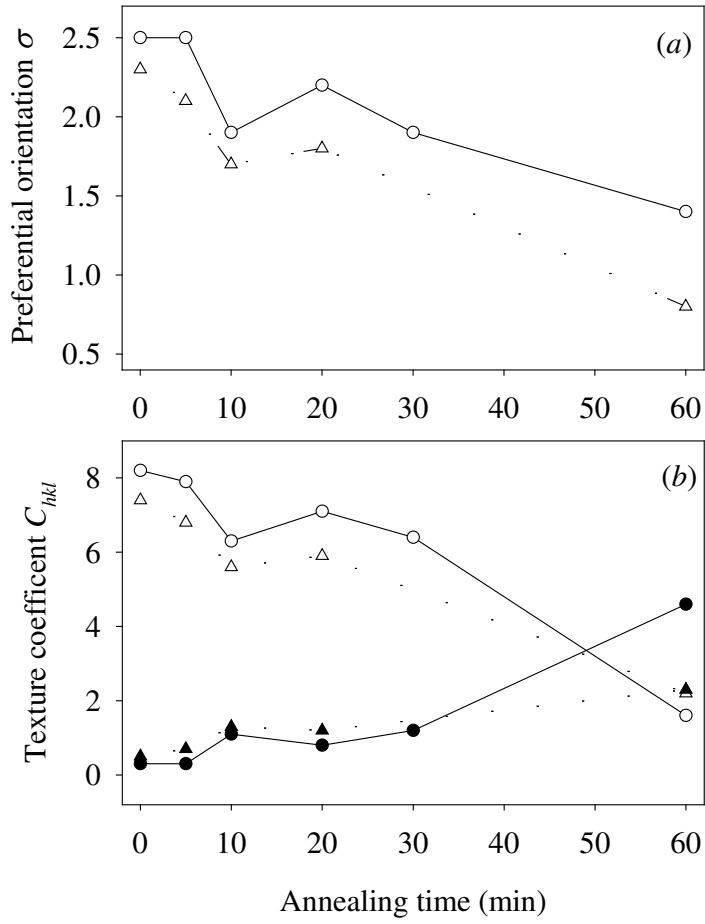 (a)
Preferential orientation σ
2.5
2.0
1.5
1.0
0.5
0 10 20 30 40 50 60
(b)
Texture coefficent C_hkl
8
6
4
2
0
0 10 20 30 40 50 60
Annealing time (min)